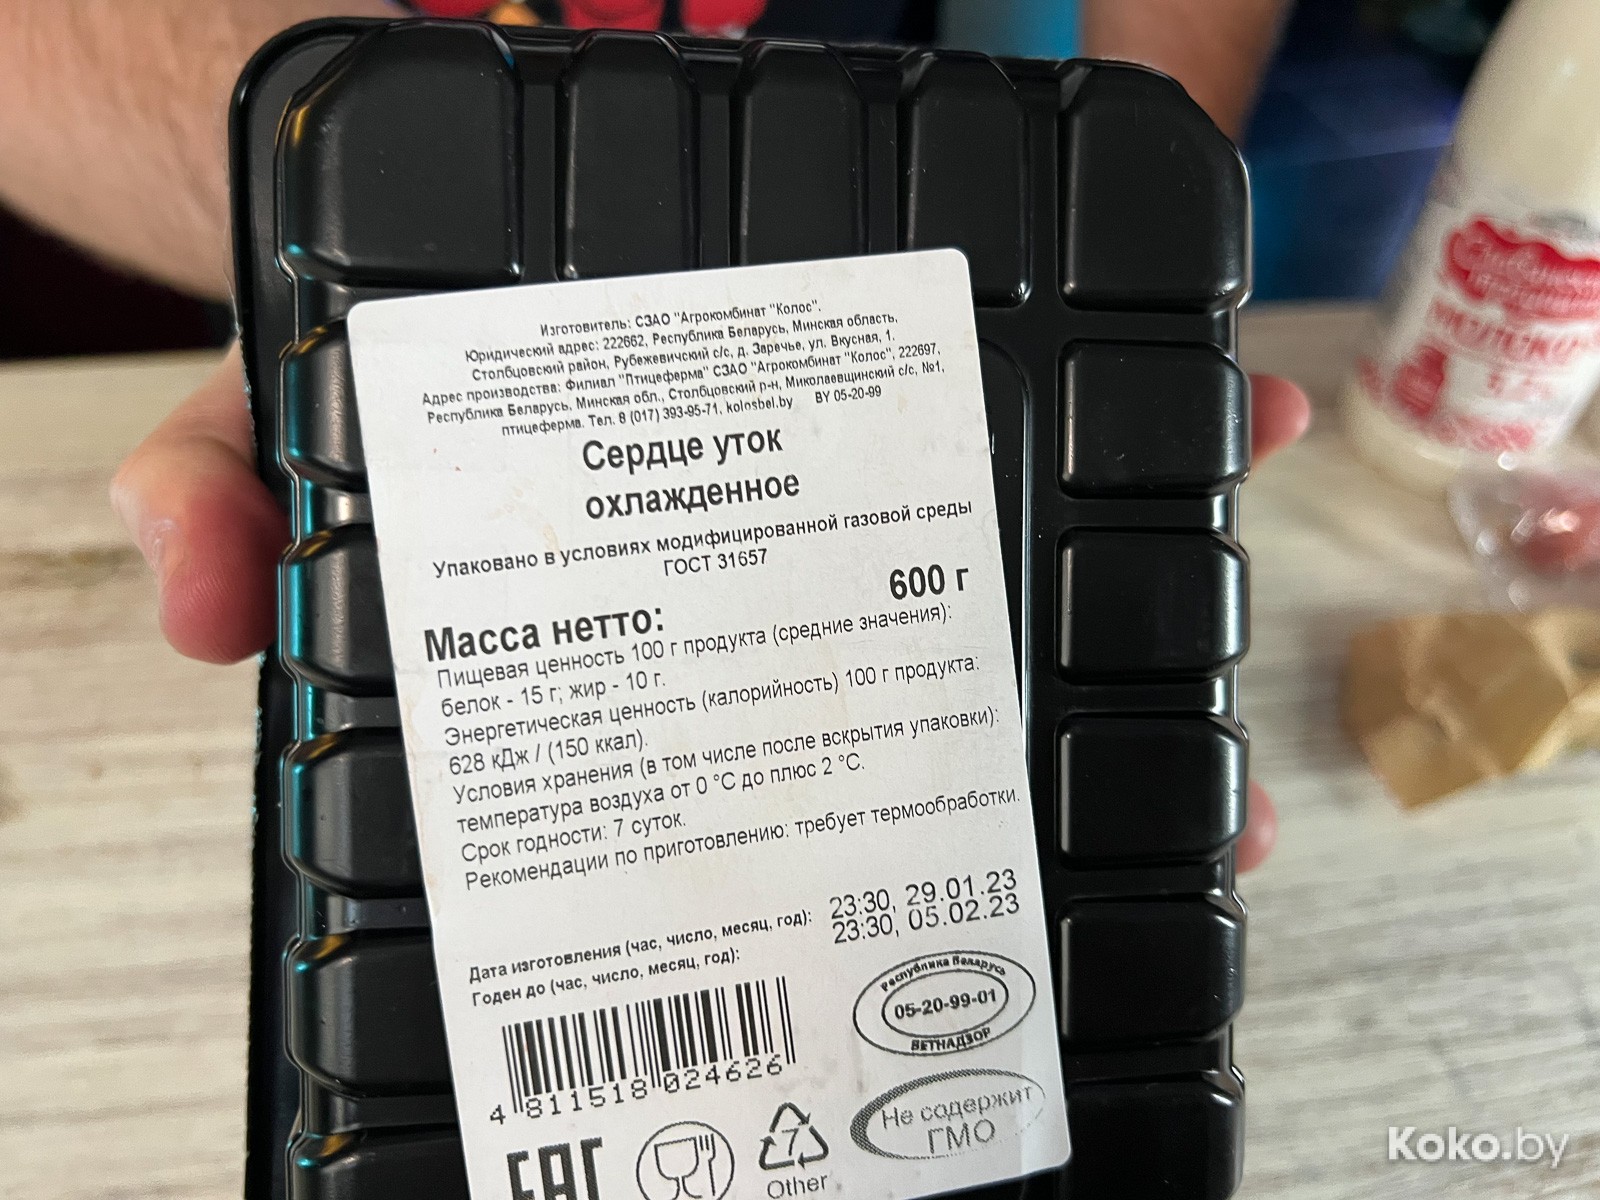 Изготовитель: СЗАО "Агрокомбинат "Колос".
Юридический адрес: 222662, Республика Беларусь, Минская область,
Столбцовский район, Рубежевичский с/с, д. Заречье, ул. Вкусная, 1.
Адрес производства: Филиал "Птицеферма" СЗАО "Агрокомбинат "Колос", 222697,
Республика Беларусь, Минская обл., Столбцовский р-н, Миколаевщинский с/с, №1,
птицеферма. Тел. 8 (017) 393-95-71, kolosbel.by BY 05-20-99
Сердце уток
охлажденное
Упаковано в условиях модифицированной газовой среды
ГОСТ 31657
Масса нетто: 600 г
Пищевая ценность 100 г продукта (средние значения):
белок - 15 г; жир - 10 г.
Энергетическая ценность (калорийность) 100 г продукта:
628 кДж / (150 ккал).
Условия хранения (в том числе после вскрытия упаковки):
температура воздуха от 0 °С до плюс 2 °С.
Срок годности: 7 суток.
Рекомендации по приготовлению: требует термообработки.
Дата изготовления (час, число, месяц, год): 23:30, 29.01.23
Годен до (час, число, месяц, год): 23:30, 05.02.23
Республика Беларусь
05-20-99-01
ВЕТНАДЗОР
4 811518 024626
Не содержит
ГМО
EAC
7
Other
молоко
Koko.by